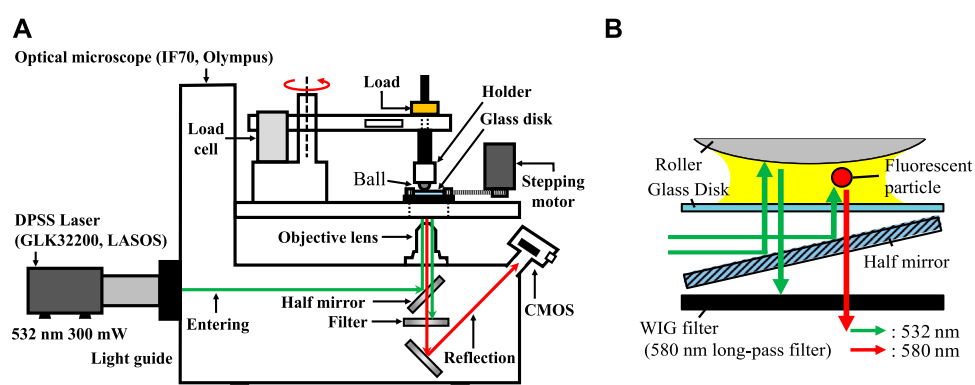 A
Optical microscope (IF70, Olympus)
Load
Holder
Glass disk
Load
cell
Ball
Stepping
motor
DPSS Laser
(GLK32200, LASOS)
Objective lens
Half mirror
CMOS
Entering
Filter
532 nm 300 mW
Light guide
Reflection
B
Roller
Fluorescent
particle
Glass Disk
Half mirror
WIG filter
(580 nm long-pass filter)
: 532 nm
: 580 nm